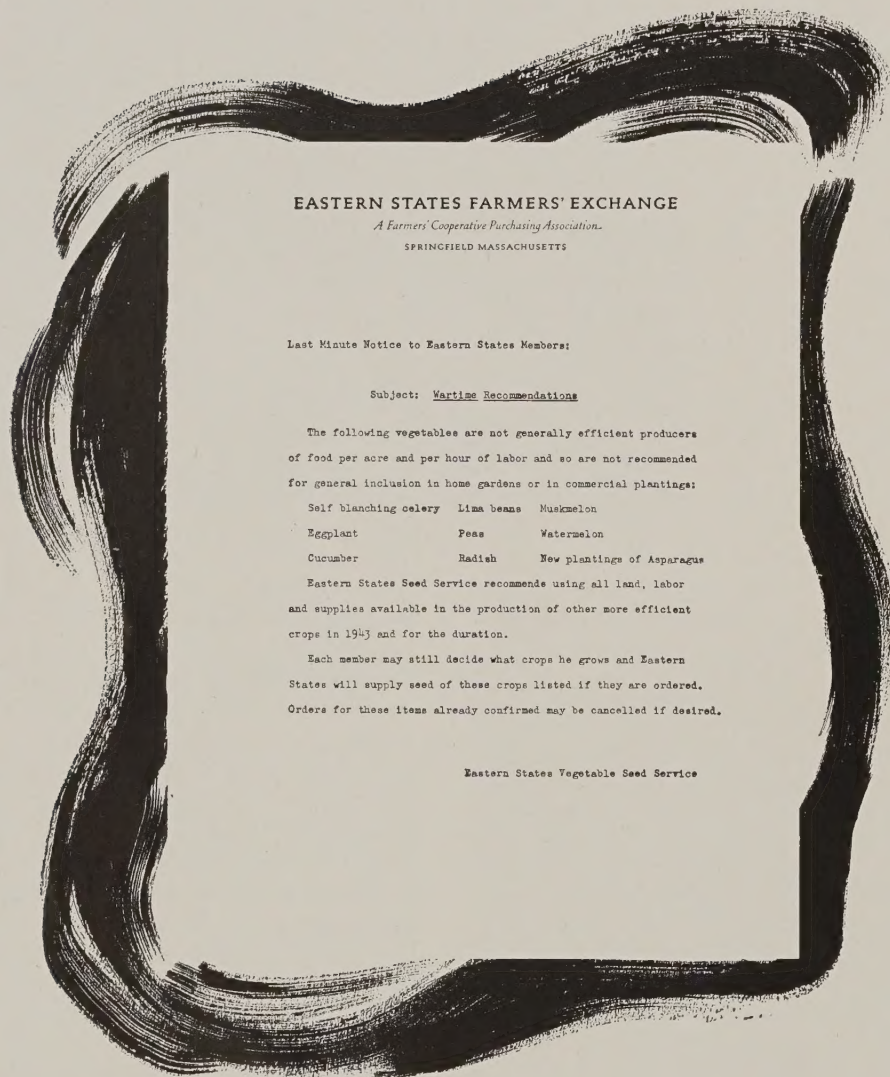 EASTERN STATES FARMERS' EXCHANGE
A Farmers' Cooperative Purchasing Association
SPRINGFIELD MASSACHUSETTS
Last Minute Notice to Eastern States Members:
Subject: Wartime Recommendations
The following vegetables are not generally efficient producers
of food per acre and per hour of labor and so are not recommended
for general inclusion in home gardens or in commercial plantings:
Self blanching celery Lima beans Muskmelon
Eggplant Peas Watermelon
Cucumber Radish New plantings of Asparagus
Eastern States Seed Service recommends using all land, labor
and supplies available in the production of other more efficient
crops in 1943 and for the duration.
Each member may still decide what crops he grows and Eastern
States will supply seed of these crops listed if they are ordered.
Orders for these items already confirmed may be cancelled if desired.
Eastern States Vegetable Seed Service